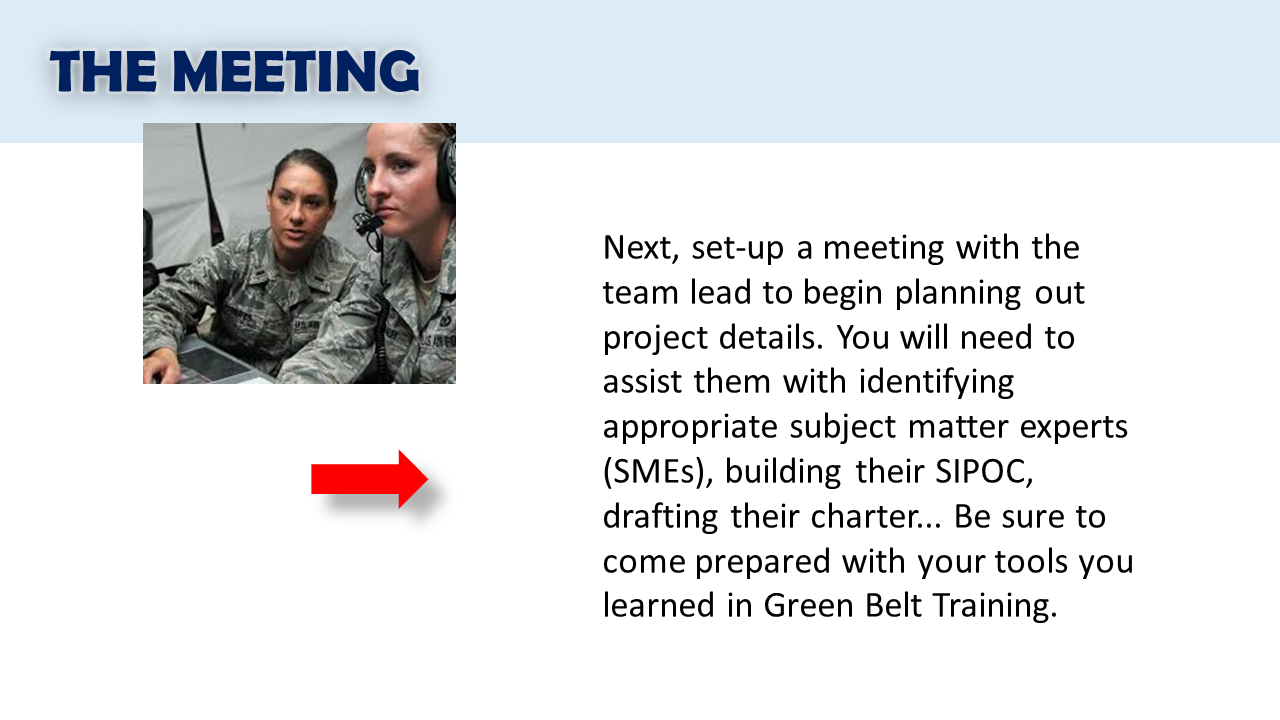 THE MEETING
Next, set-up a meeting with the
team lead to begin planning out
project details. You will need to
assist them with identifying
appropriate subject matter experts
(SMEs), building their SIPOC,
drafting their charter... Be sure to
come prepared with your tools you
learned in Green Belt Training.